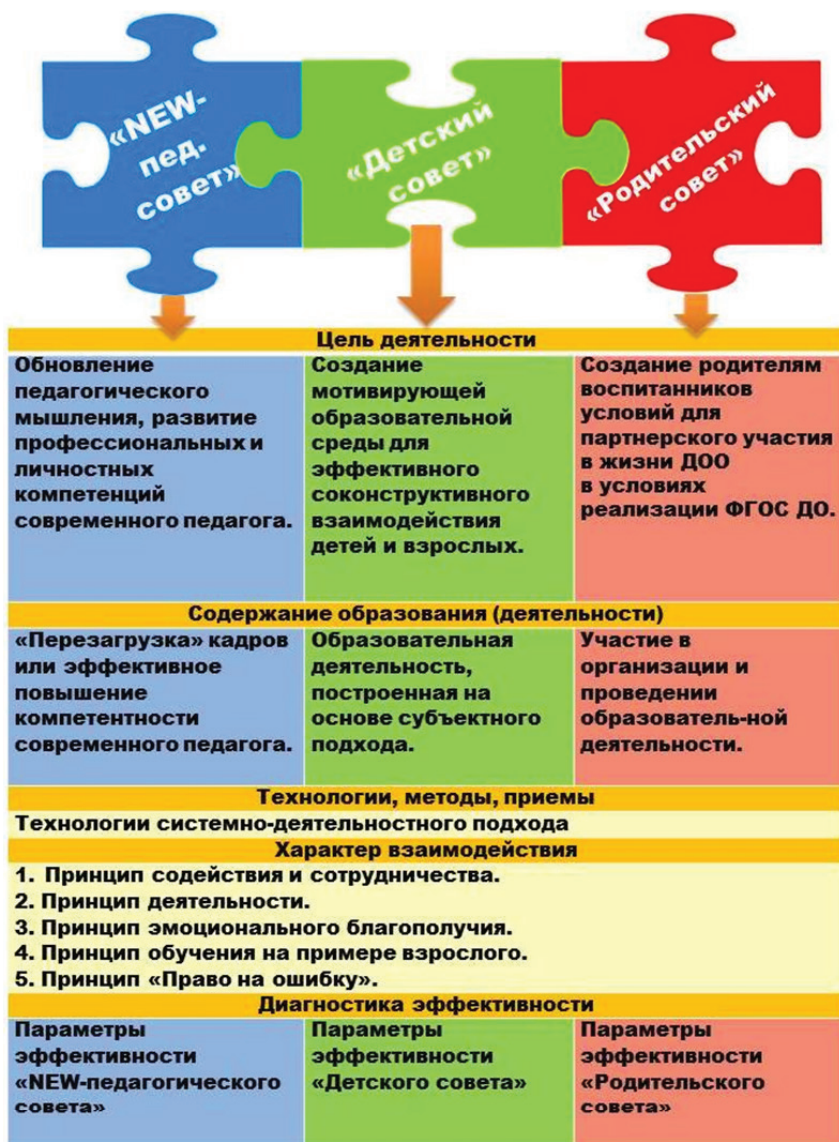 «NEW-
пед.
совет»
«Детский
совет»
«Родительский
совет»
Цель деятельности
Обновление
педагогического
мышления, развитие
профессиональных и
личностных
компетенций
современного педагога.
Создание
мотивирующей
образовательной
среды для
эффективного
соконструктивного
взаимодействия
детей и взрослых.
Создание родителям
воспитанников
условий для
партнерского участия
в жизни ДОО
в условиях
реализации ФГОС ДО.
Содержание образования (деятельности)
«Перезагрузка» кадров
или эффективное
повышение
компетентности
современного педагога.
Образовательная
деятельность,
построенная на
основе субъектного
подхода.
Участие в
организации и
проведении
образователь-ной
деятельности.
Технологии, методы, приемы
Технологии системно-деятельностного подхода
Характер взаимодействия
1. Принцип содействия и сотрудничества.
2. Принцип деятельности.
3. Принцип эмоционального благополучия.
4. Принцип обучения на примере взрослого.
5. Принцип «Право на ошибку».
Диагностика эффективности
Параметры
эффективности
«NEW-педагогического
совета»
Параметры
эффективности
«Детского совета»
Параметры
эффективности
«Родительского
совета»